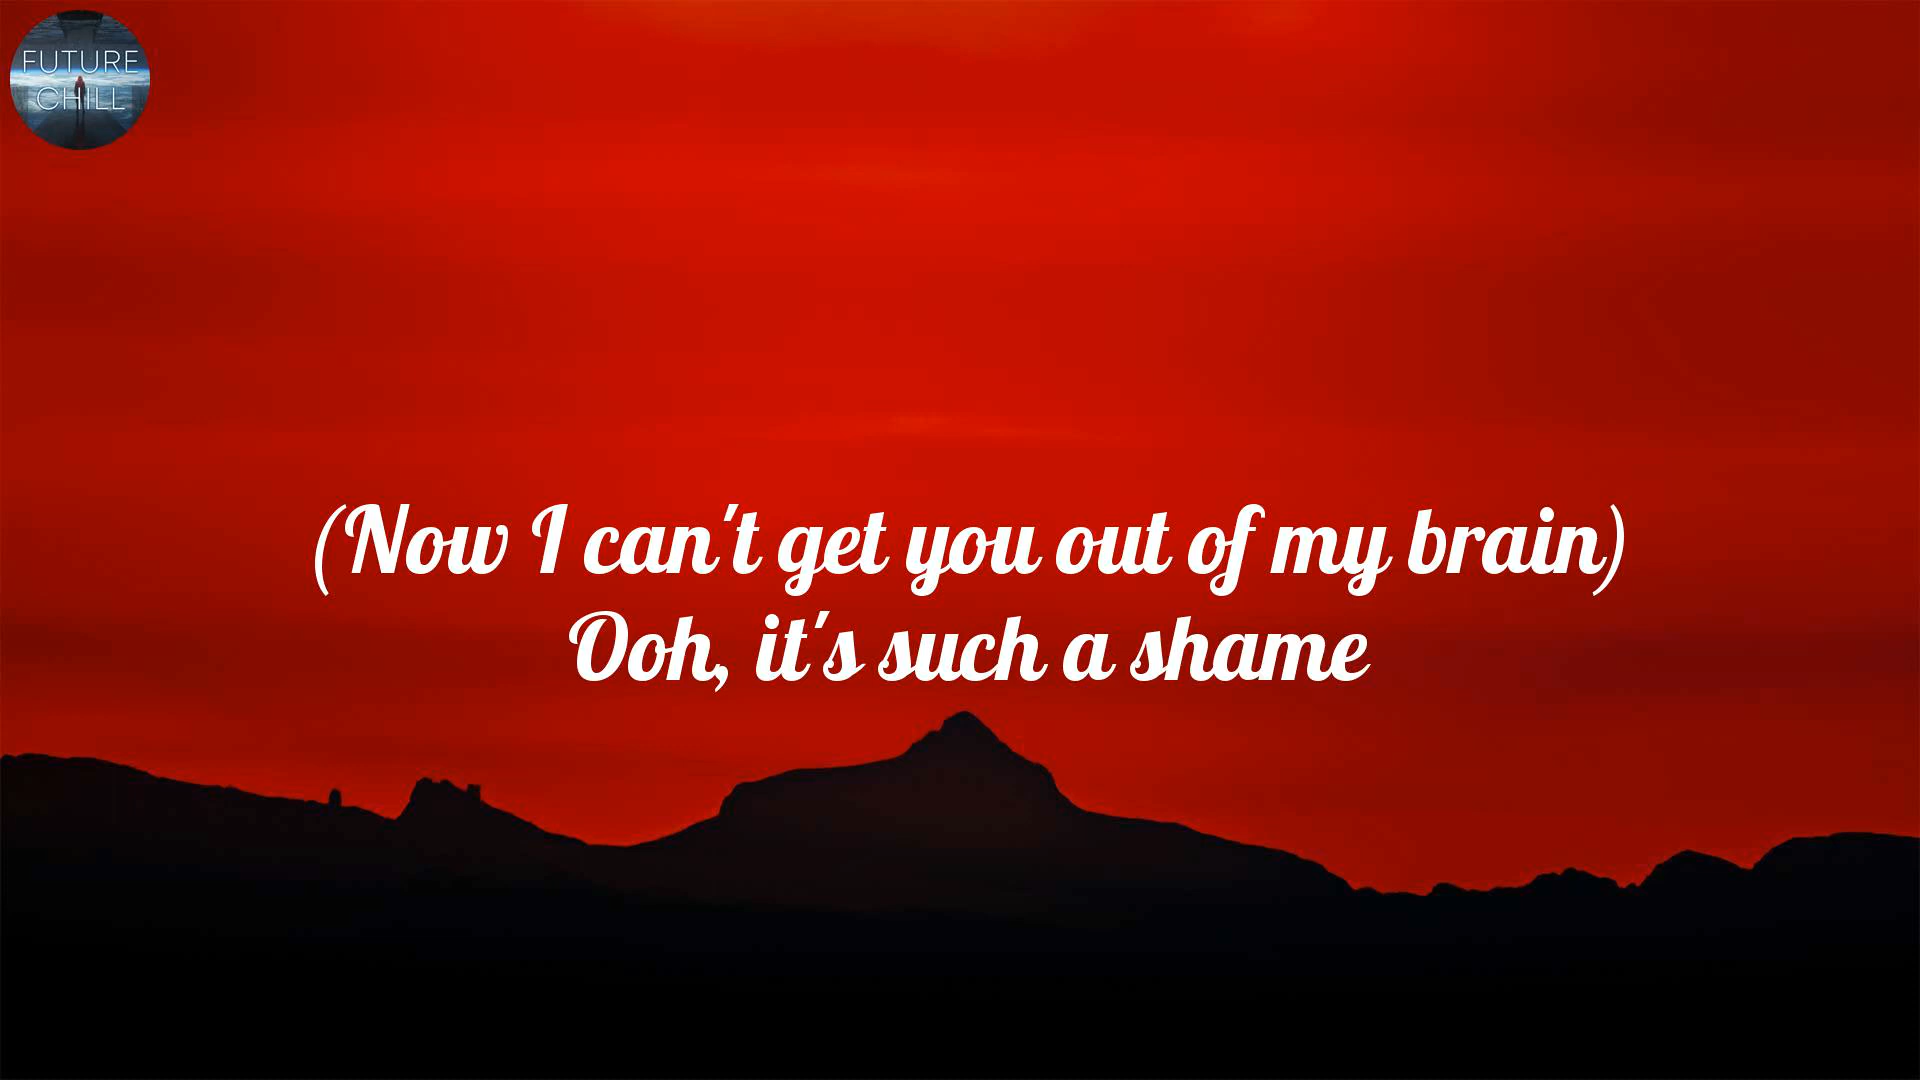 FUTURE
CHILL
(Now I can't get you out of my brain)
Ooh, it's such a shame